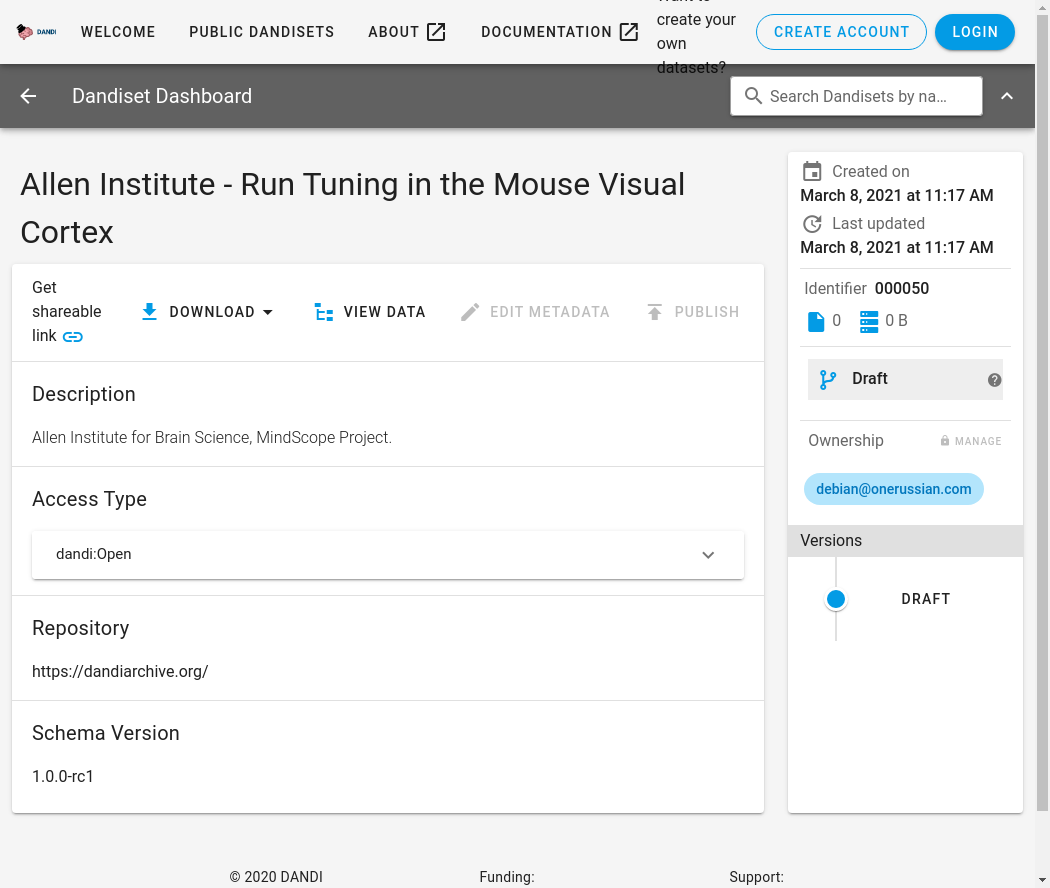 DANDI
WELCOME
PUBLIC DANDISETS
ABOUT
DOCUMENTATION
create your
own
datasets?
CREATE ACCOUNT
LOGIN
Dandiset Dashboard
Search Dandisets by na…
Allen Institute - Run Tuning in the Mouse Visual
Cortex
Get
shareable
link
DOWNLOAD
VIEW DATA
EDIT METADATA
PUBLISH
Description
Allen Institute for Brain Science, MindScope Project.
Access Type
dandi:Open
Repository
https://dandiarchive.org/
Schema Version
1.0.0-rc1
Created on
March 8, 2021 at 11:17 AM
Last updated
March 8, 2021 at 11:17 AM
Identifier 000050
0
0 B
Draft
?
Ownership
MANAGE
debian@onerussian.com
Versions
DRAFT
© 2020 DANDI
Funding:
Support: